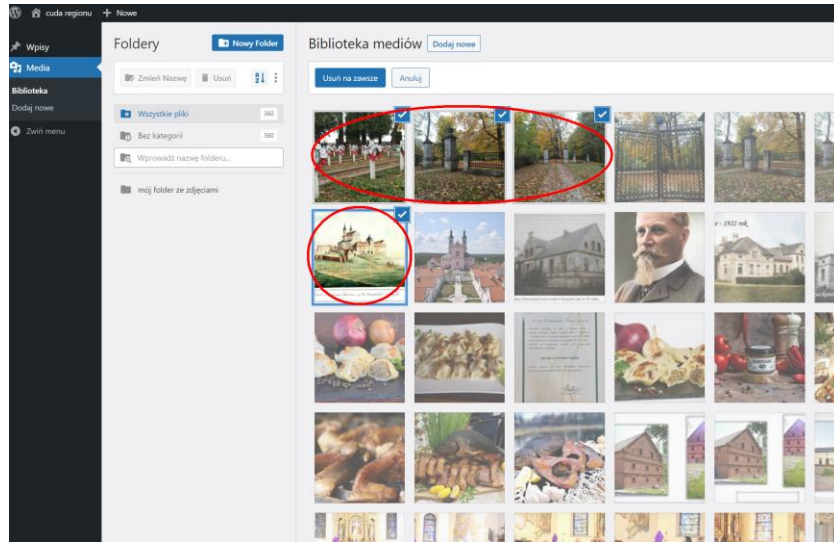 cuda regionu + Nowe
Wpisy
Media
Biblioteka
Dodaj nowe
Zwiń menu
Foldery
Nowy Folder
Zmień Nazwę
Usuń
Wszystkie pliki 360
Bez kategorii 360
Wprowadź nazwę folderu...
mój folder ze zdjęciami
Biblioteka mediów
Dodaj nowe
Usuń na zawsze
Anuluj
- 1922 rok